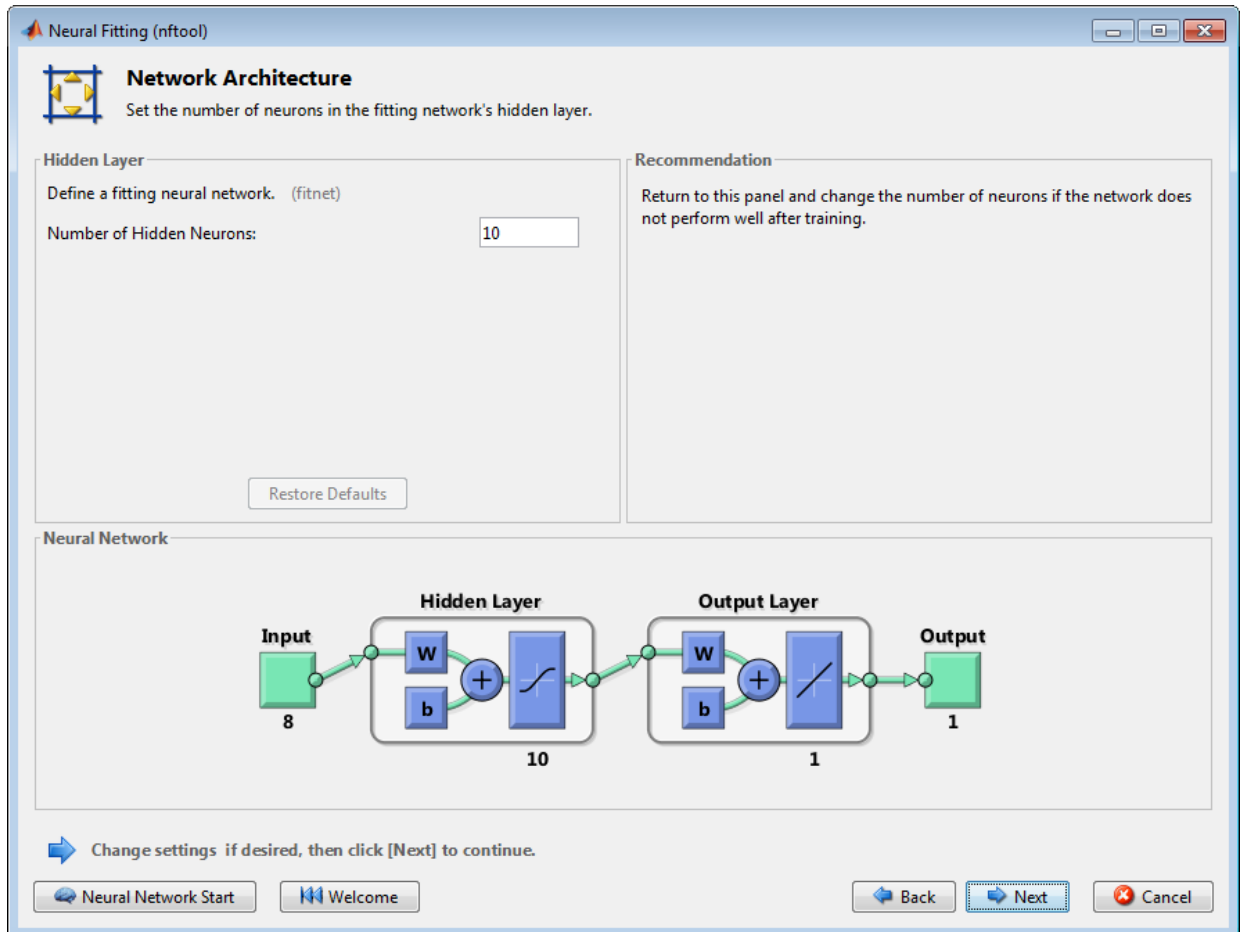 Neural Fitting (nftool)
Network Architecture
Set the number of neurons in the fitting network's hidden layer.
Hidden Layer
Define a fitting neural network. (fitnet)
Number of Hidden Neurons: 10
Restore Defaults
Recommendation
Return to this panel and change the number of neurons if the network does
not perform well after training.
Neural Network
Hidden Layer
Output Layer
Input
W
b
+
W
b
+
Output
8
10
1
1
Change settings if desired, then click [Next] to continue.
Neural Network Start
Welcome
Back
Next
Cancel